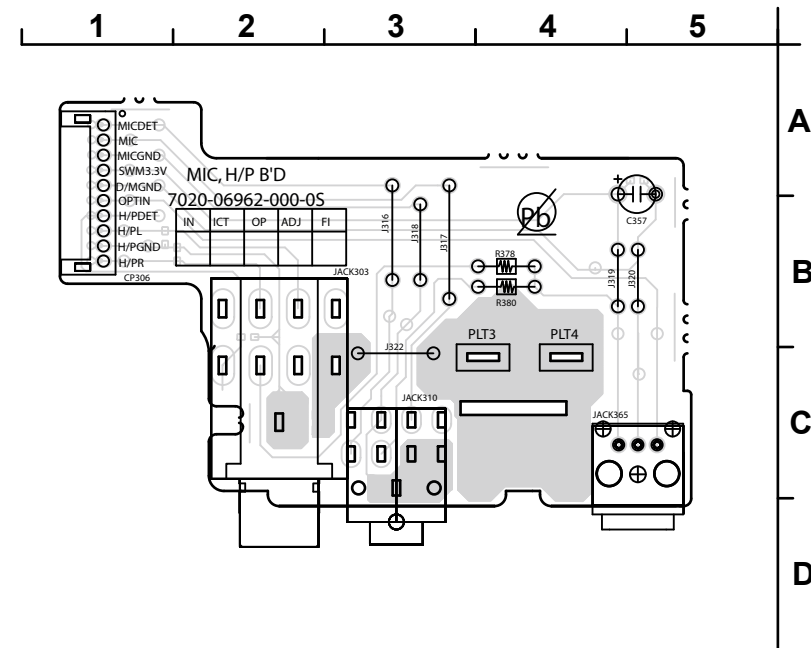 1 2 3 4 5
A
MICDET
MIC
MICGND
SWM3.3V
D/MGND
OPTIN
H/PDET
H/PL
H/PGND
H/PR
CP306
MIC, H/P B'D
7020-06962-000-0S
IN ICT OP ADJ FI
JACK303
J316
J318
J317
Pb
+
C357
B
R378
R380
J319
J320
J322
PLT3
PLT4
JACK310
JACK365
C
D